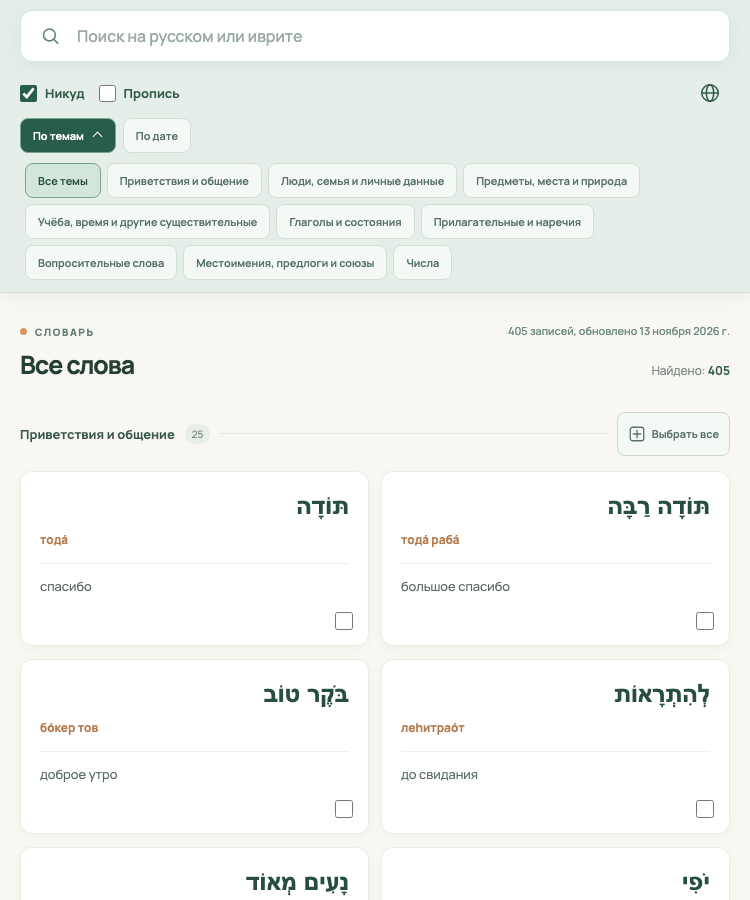 Поиск на русском или иврите
Никуд Пропись
По темам По дате
Все темы Приветствия и общение Люди, семья и личные данные Предметы, места и природа
Учёба, время и другие существительные Глаголы и состояния Прилагательные и наречия
Вопросительные слова Местоимения, предлоги и союзы Числа
СЛОВАРЬ
405 записей, обновлено 13 ноября 2026 г.
Все слова
Найдено: 405
Приветствия и общение 25
Выбрать все
תּוֹדָה
тода́
спасибо
תּוֹדָה רַבָּה
тода́ раба́
большое спасибо
בֹּקֶר טוֹב
бо́кер тов
доброе утро
לְהִתְרָאוֹת
леhитрао́т
до свидания
נָעִים מְאוֹד
יֹפִי